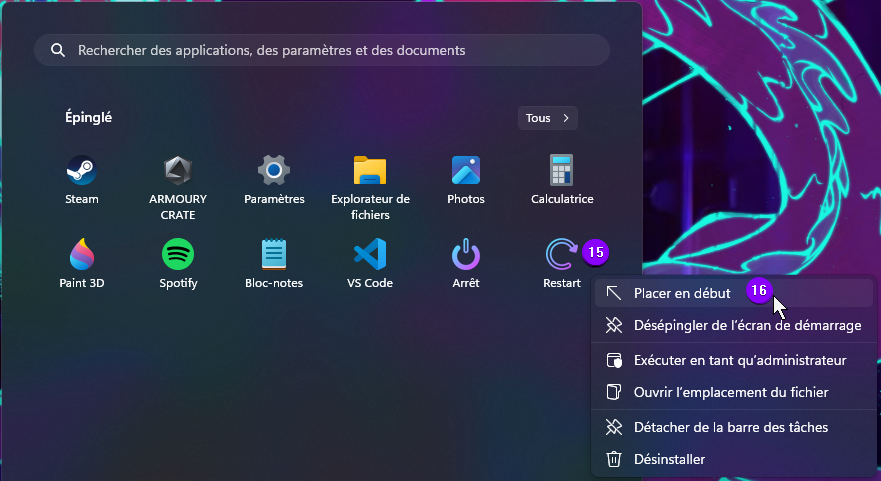 Rechercher des applications, des paramètres et des documents
Épinglé
Tous
Steam
ARMOURY
CRATE
Paramètres
Explorateur de
fichiers
Photos
Calculatrice
Paint 3D
Spotify
Bloc-notes
VS Code
Arrêt
Restart
15
Placer en début
16
Désépingler de l'écran de démarrage
Exécuter en tant qu'administrateur
Ouvrir l'emplacement du fichier
Détacher de la barre des tâches
Désinstaller